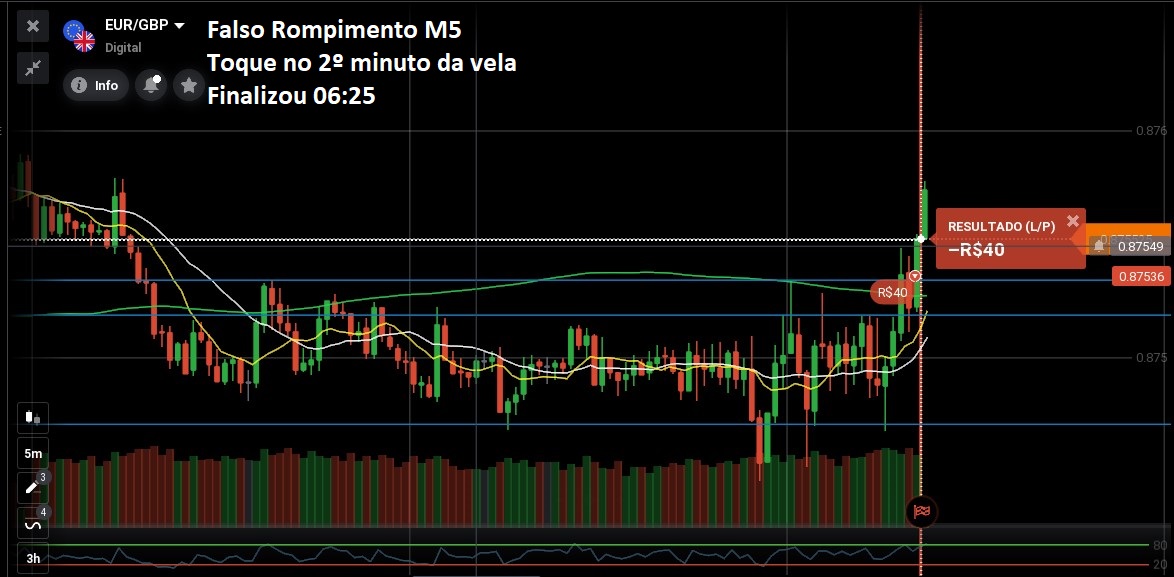 EUR/GBP
Digital
Info
Falso Rompimento M5
Toque no 2º minuto da vela
Finalizou 06:25
0.876
RESULTADO (L/P)
−R$40
0.87549
0.87536
R$40
0.875
5m
3
4
3h
80
20